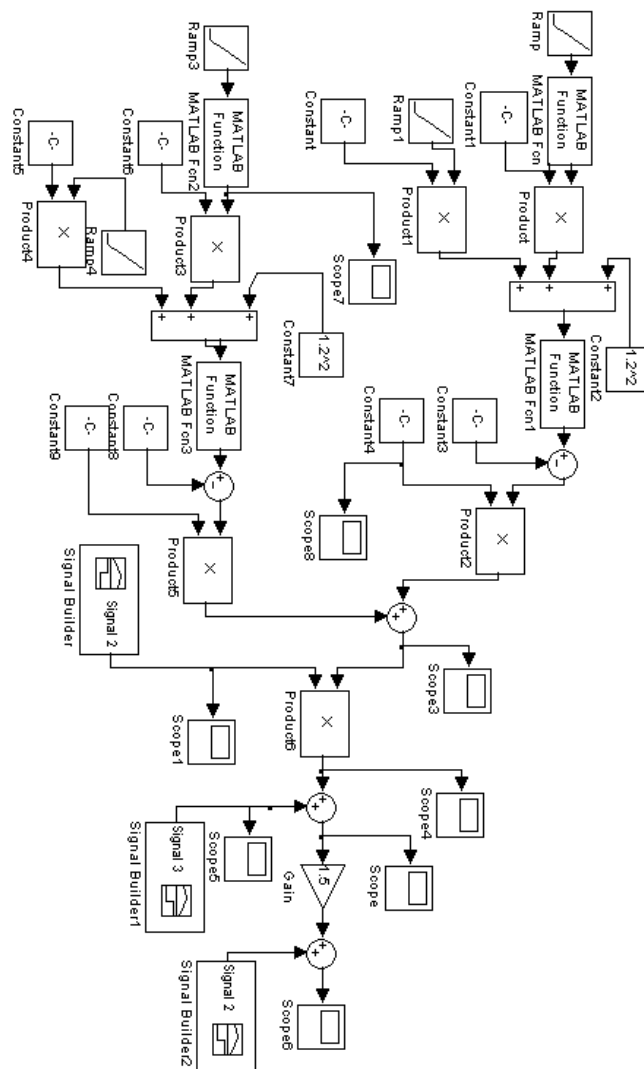 Ramp
MATLAB
Function
MATLAB Fcn
-C-
Constant1
×
Product
Ramp1
-C-
Constant
×
Product1
+
+
+
1.2^2
Constant2
MATLAB
Function
MATLAB Fcn1
-C-
Constant3
+
−
-C-
Constant4
Scope8
×
Product2
Ramp3
MATLAB
Function
MATLAB Fcn2
-C-
Constant6
×
Product3
Scope7
-C-
Constant5
Ramp4
×
Product4
+
+
+
1.2^2
Constant7
MATLAB
Function
MATLAB Fcn3
-C-
Constant8
+
−
-C-
Constant9
×
Product5
+
+
Scope3
Signal 2
Signal Builder
Scope1
×
Product6
Scope4
+
+
Signal 3
Signal Builder1
Scope5
Scope
1.5
Gain
+
+
Signal 2
Signal Builder2
Scope6